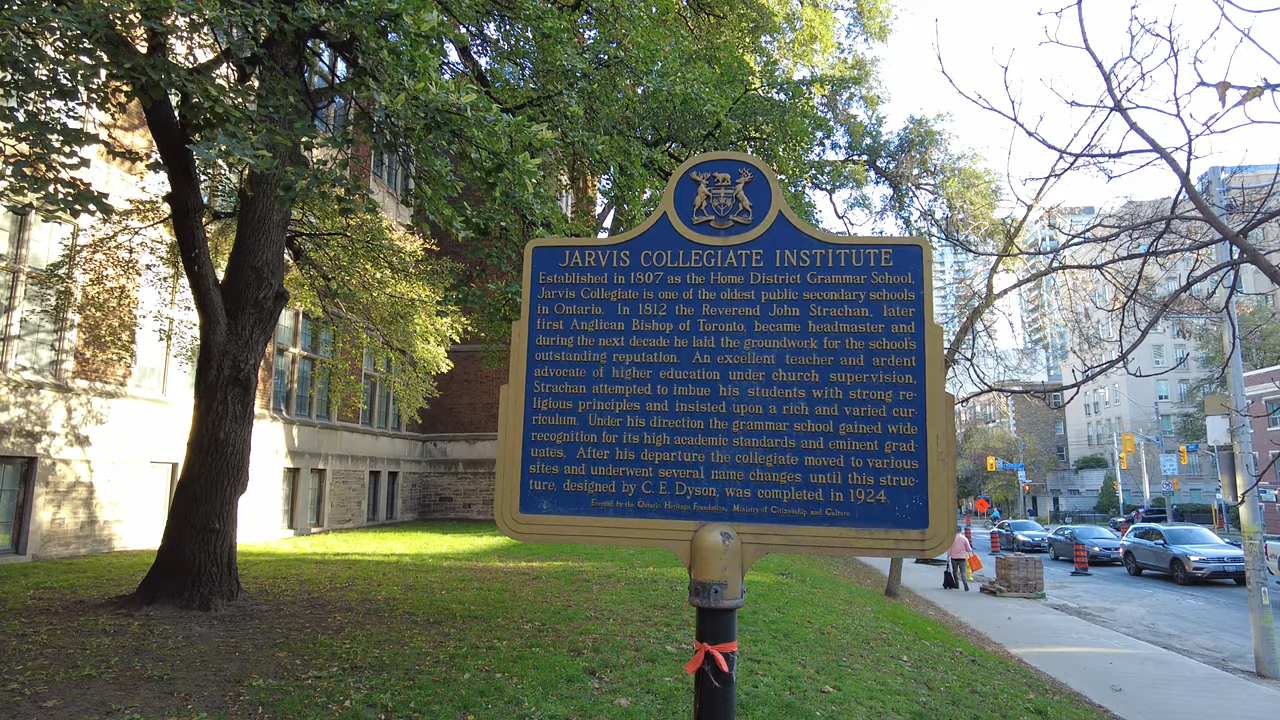 JARVIS COLLEGIATE INSTITUTE
Established in 1807 as the Home District Grammar School,
Jarvis Collegiate is one of the oldest public secondary schools
in Ontario. In 1812 the Reverend John Strachan, later
first Anglican Bishop of Toronto, became headmaster and
during the next decade he laid the groundwork for the school's
outstanding reputation. An excellent teacher and ardent
advocate of higher education under church supervision,
Strachan attempted to imbue his students with strong re-
ligious principles and insisted upon a rich and varied cur-
riculum. Under his direction the grammar school gained wide
recognition for its high academic standards and eminent grad
uates. After his departure the collegiate moved to various
sites and underwent several name changes until this struc-
ture, designed by C. E. Dyson, was completed in 1924.
Erected by the Ontario Heritage Foundation, Ministry of Citizenship and Culture